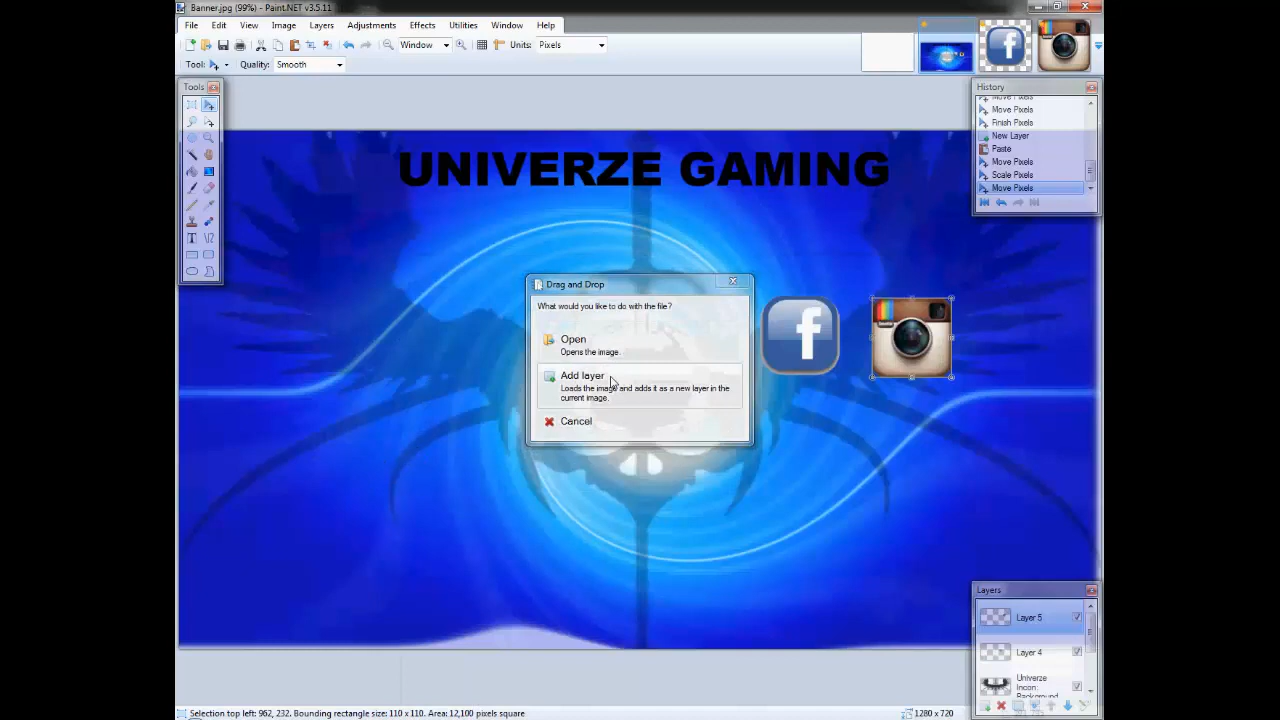 Banner.jpg (99%) - Paint.NET v3.5.11
File Edit View Image Layers Adjustments Effects Utilities Window Help
Window Units: Pixels
Tool: Quality: Smooth
Tools
History
Move Pixels
Move Pixels
Finish Pixels
New Layer
Paste
Move Pixels
Scale Pixels
Move Pixels
UNIVERZE GAMING
Drag and Drop
What would you like to do with the file?
Open
Opens the image.
Add layer
Loads the image and adds it as a new layer in the
current image.
Cancel
f
f
Layers
Layer 5
Layer 4
Univerze
Incon:
Background
Selection top left: 962, 232. Bounding rectangle size: 110 x 110. Area: 12,100 pixels square
1280 x 720